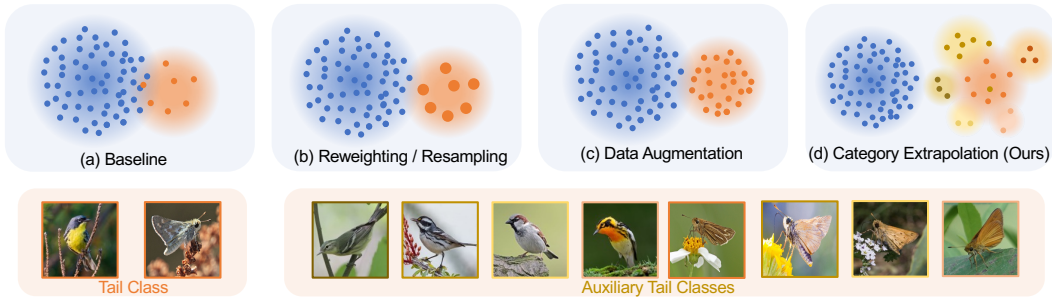 (a) Baseline
(b) Reweighting / Resampling
(c) Data Augmentation
(d) Category Extrapolation (Ours)
Tail Class
Auxiliary Tail Classes